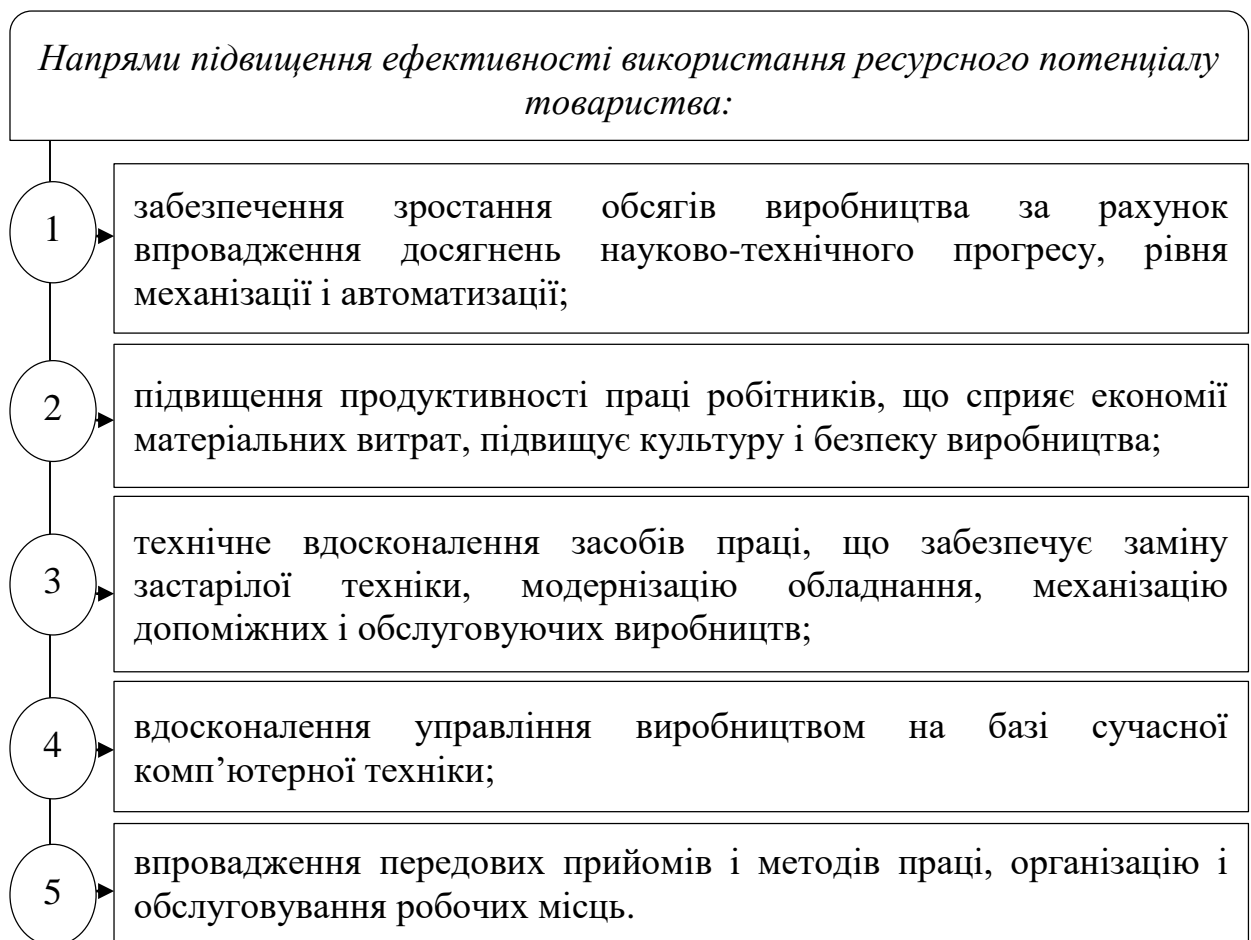 Напрями підвищення ефективності використання ресурсного потенціалу
товариства:
1
забезпечення зростання обсягів виробництва за рахунок
впровадження досягнень науково-технічного прогресу, рівня
механізації і автоматизації;
2
підвищення продуктивності праці робітників, що сприяє економії
матеріальних витрат, підвищує культуру і безпеку виробництва;
3
технічне вдосконалення засобів праці, що забезпечує заміну
застарілої техніки, модернізацію обладнання, механізацію
допоміжних і обслуговуючих виробництв;
4
вдосконалення управління виробництвом на базі сучасної
комп’ютерної техніки;
5
впровадження передових прийомів і методів праці, організацію і
обслуговування робочих місць.